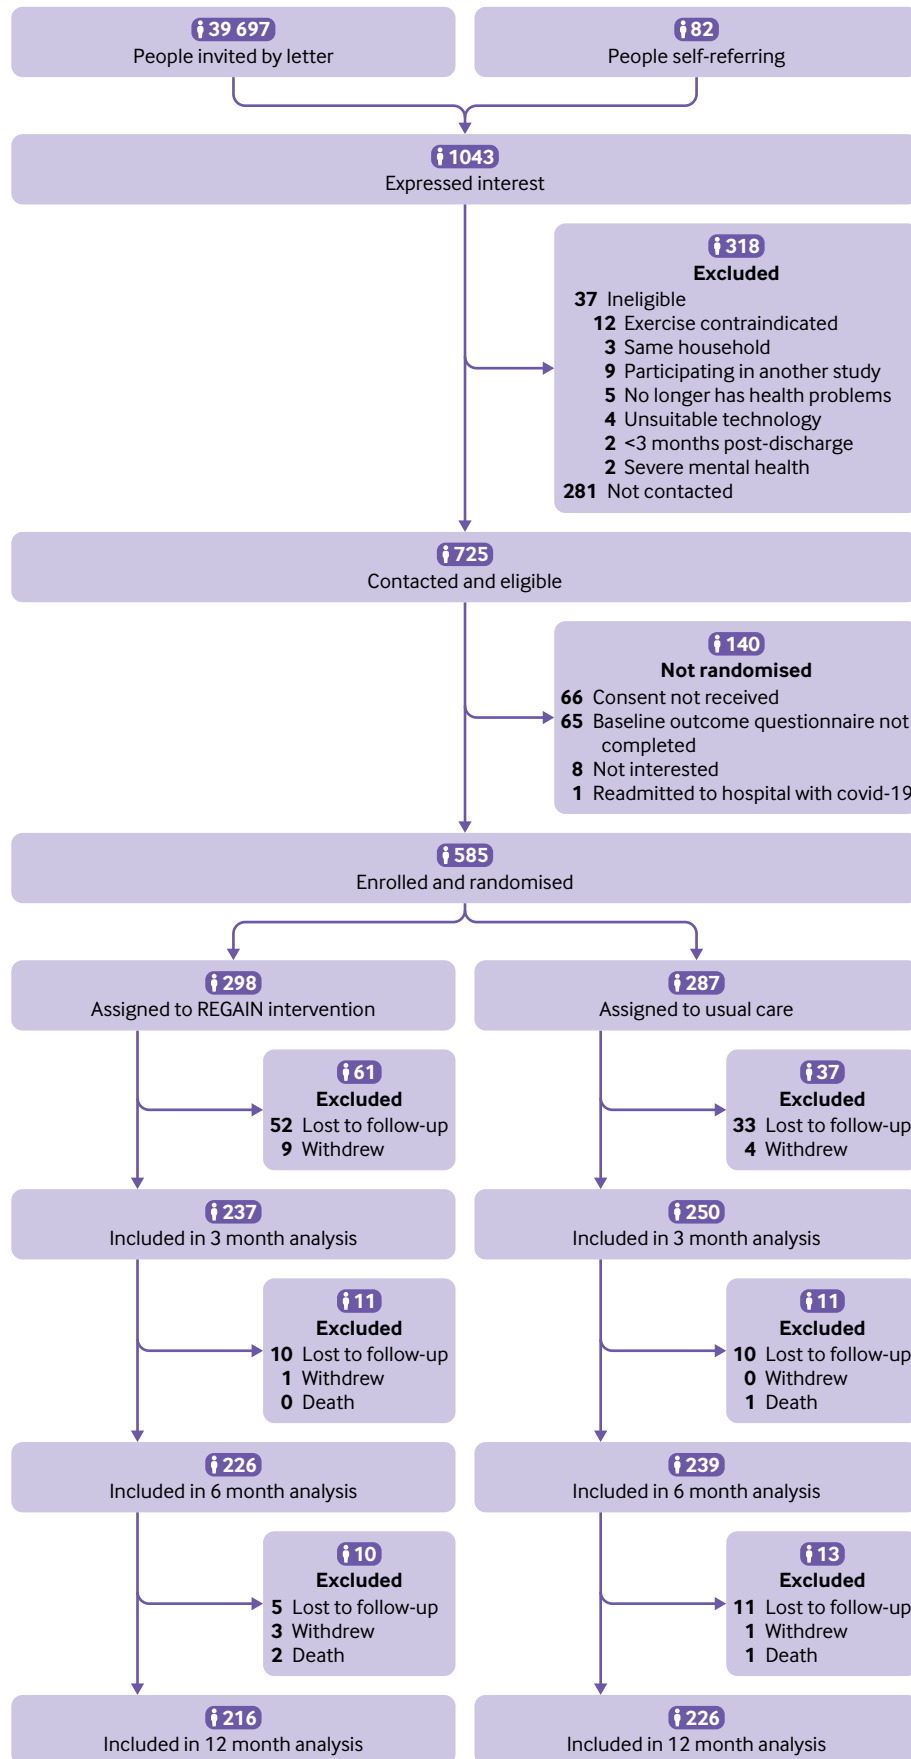 39 697
People invited by letter
82
People self-referring
1043
Expressed interest
318
Excluded
37 Ineligible
12 Exercise contraindicated
3 Same household
9 Participating in another study
5 No longer has health problems
4 Unsuitable technology
2 <3 months post-discharge
2 Severe mental health
281 Not contacted
725
Contacted and eligible
140
Not randomised
66 Consent not received
65 Baseline outcome questionnaire not
completed
8 Not interested
1 Readmitted to hospital with covid-19
585
Enrolled and randomised
298
Assigned to REGAIN intervention
287
Assigned to usual care
61
Excluded
52 Lost to follow-up
9 Withdrew
37
Excluded
33 Lost to follow-up
4 Withdrew
237
Included in 3 month analysis
250
Included in 3 month analysis
11
Excluded
10 Lost to follow-up
1 Withdrew
0 Death
11
Excluded
10 Lost to follow-up
0 Withdrew
1 Death
226
Included in 6 month analysis
239
Included in 6 month analysis
10
Excluded
5 Lost to follow-up
3 Withdrew
2 Death
13
Excluded
11 Lost to follow-up
1 Withdrew
1 Death
216
Included in 12 month analysis
226
Included in 12 month analysis